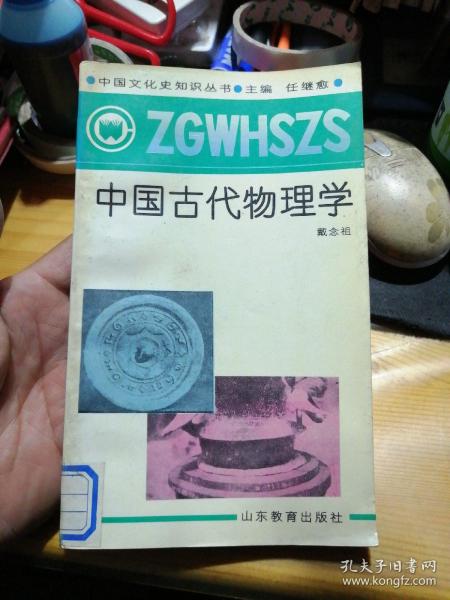 ●中国文化史知识丛书●主编 任继愈●
ZGWHSZS
中国古代物理学
戴念祖
山东教育出版社
孔夫子旧书网
www.kongfz.com